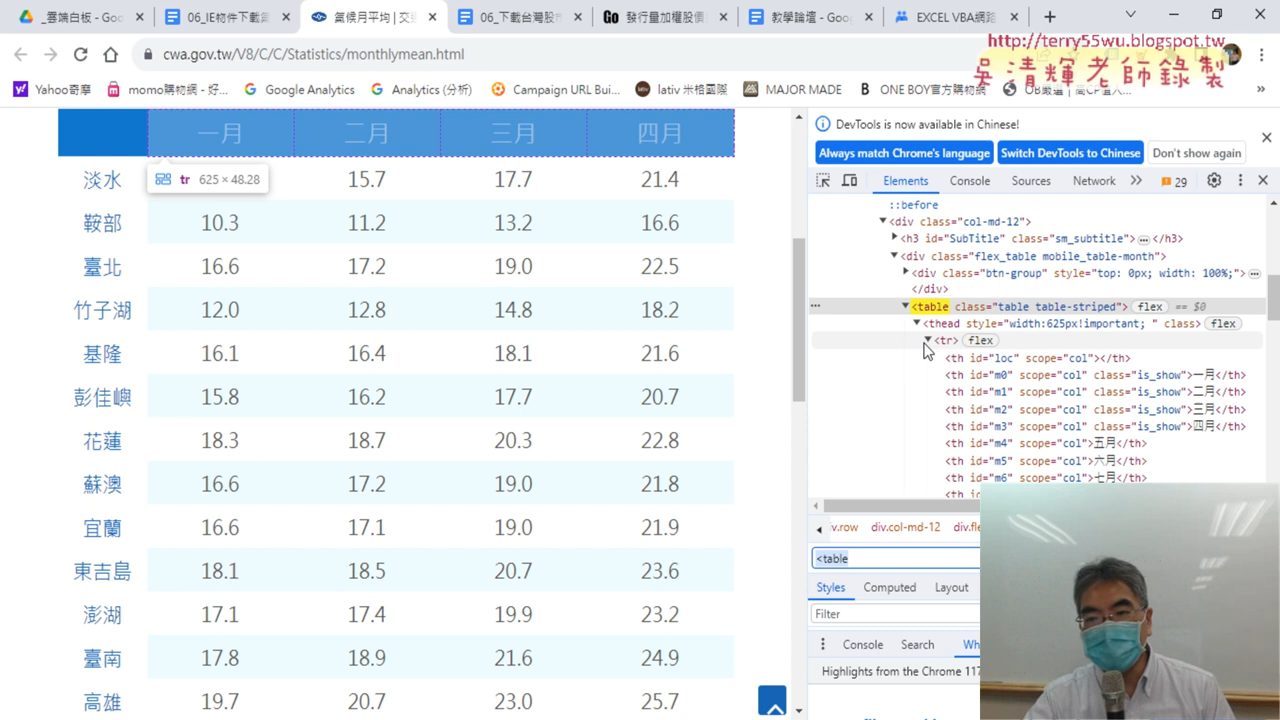 _雲端白板 - Goo
06_IE物件下載氣
氣候月平均 | 交通
06_下載台灣股市
發行量加權股價指
教學論壇 - Goog
EXCEL VBA網路
http://terry55wu.blogspot.tw
吳清輝老師錄製
cwa.gov.tw/V8/C/C/Statistics/monthlymean.html
Yahoo奇摩
momo購物網 - 好...
Google Analytics
Analytics (分析)
Campaign URL Bui...
lativ 米格國際
MAJOR MADE
ONE BOY官方購物網
一月 二月 三月 四月
tr 625 × 48.28
淡水 15.7 17.7 21.4
鞍部 10.3 11.2 13.2 16.6
臺北 16.6 17.2 19.0 22.5
竹子湖 12.0 12.8 14.8 18.2
基隆 16.1 16.4 18.1 21.6
彭佳嶼 15.8 16.2 17.7 20.7
花蓮 18.3 18.7 20.3 22.8
蘇澳 16.6 17.2 19.0 21.8
宜蘭 16.6 17.1 19.0 21.9
東吉島 18.1 18.5 20.7 23.6
澎湖 17.1 17.4 19.9 23.2
臺南 17.8 18.9 21.6 24.9
高雄 19.7 20.7 23.0 25.7
DevTools is now available in Chinese!
Always match Chrome's language
Switch DevTools to Chinese
Don't show again
Elements Console Sources Network » 29
::before
<div class="col-md-12">
<h3 id="SubTitle" class="sm_subtitle">…</h3>
<div class="flex_table mobile_table-month">
<div class="btn-group" style="top: 0px; width: 100%;">…
</div>
<table class="table table-striped"> flex == $0
<thead style="width:625px!important; " class> flex
<tr> flex
<th id="loc" scope="col"></th>
<th id="m0" scope="col" class="is_show">一月</th>
<th id="m1" scope="col" class="is_show">二月</th>
<th id="m2" scope="col" class="is_show">三月</th>
<th id="m3" scope="col" class="is_show">四月</th>
<th id="m4" scope="col">五月</th>
<th id="m5" scope="col">六月</th>
<th id="m6" scope="col">七月</th>
div.col-md-12
<table
Styles Computed Layout
Filter
Console Search
Highlights from the Chrome 117